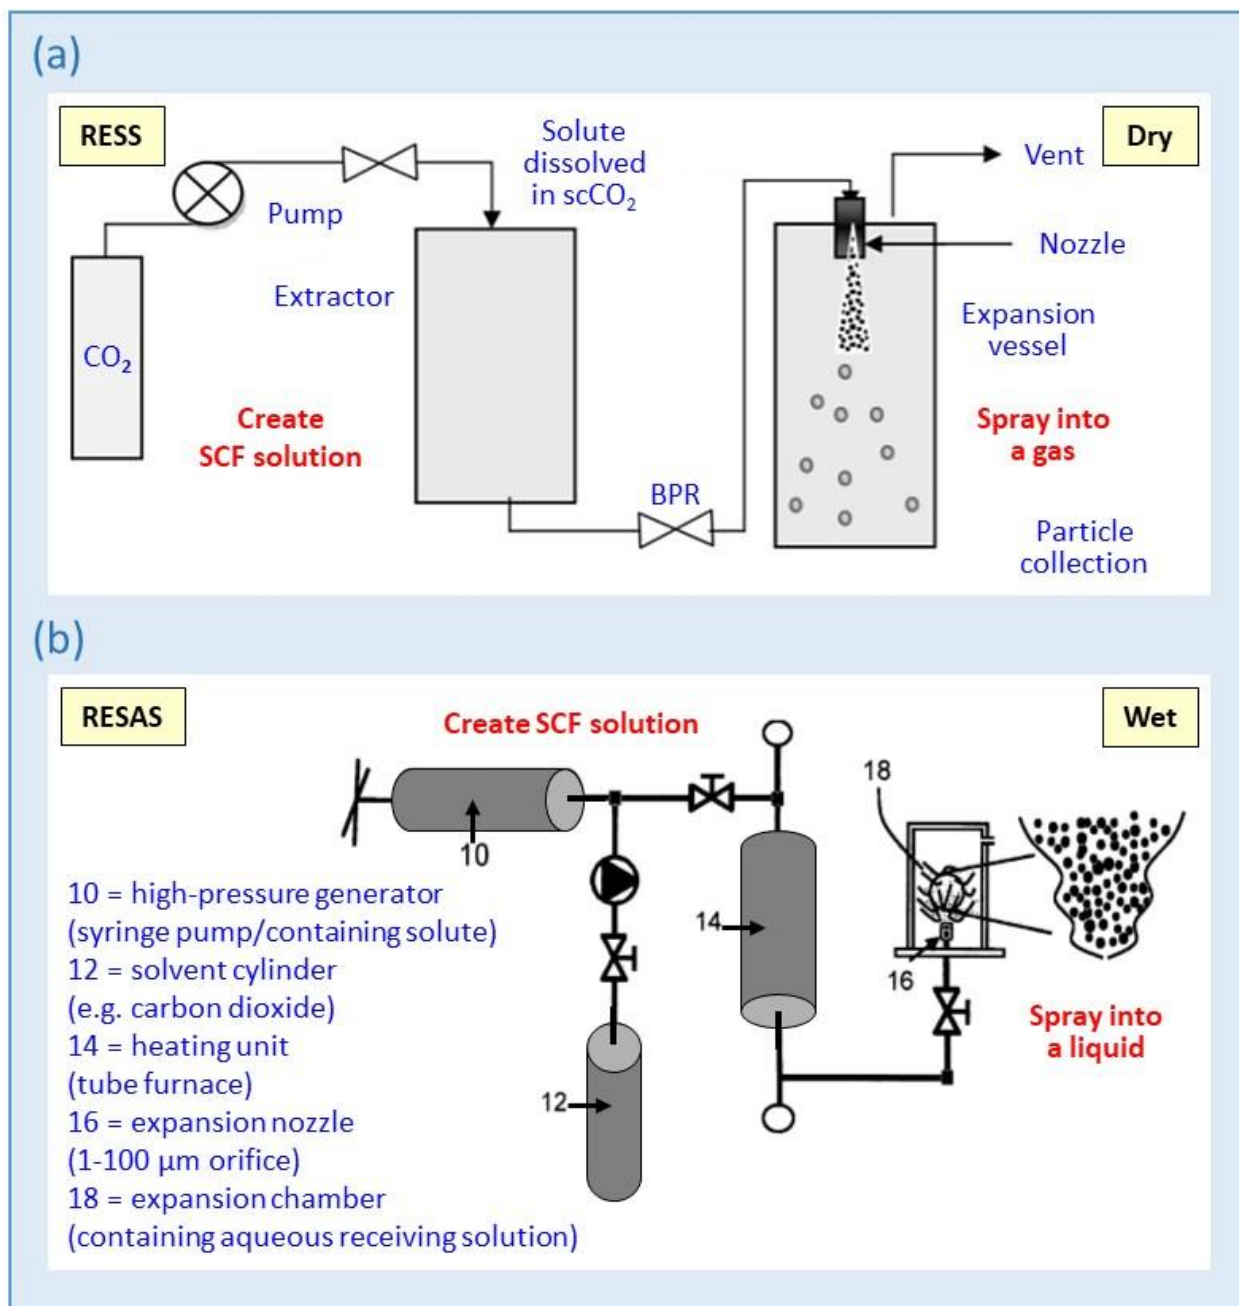 (a)
RESS
Dry
Solute
dissolved
in scCO₂
Vent
Pump
Nozzle
Extractor
Expansion
vessel
CO₂
Create
SCF solution
Spray into
a gas
BPR
Particle
collection
(b)
RESAS
Wet
Create SCF solution
18
10
10 = high-pressure generator
(syringe pump/containing solute)
14
12 = solvent cylinder
(e.g. carbon dioxide)
16
Spray into
a liquid
14 = heating unit
(tube furnace)
12
16 = expansion nozzle
(1-100 µm orifice)
18 = expansion chamber
(containing aqueous receiving solution)